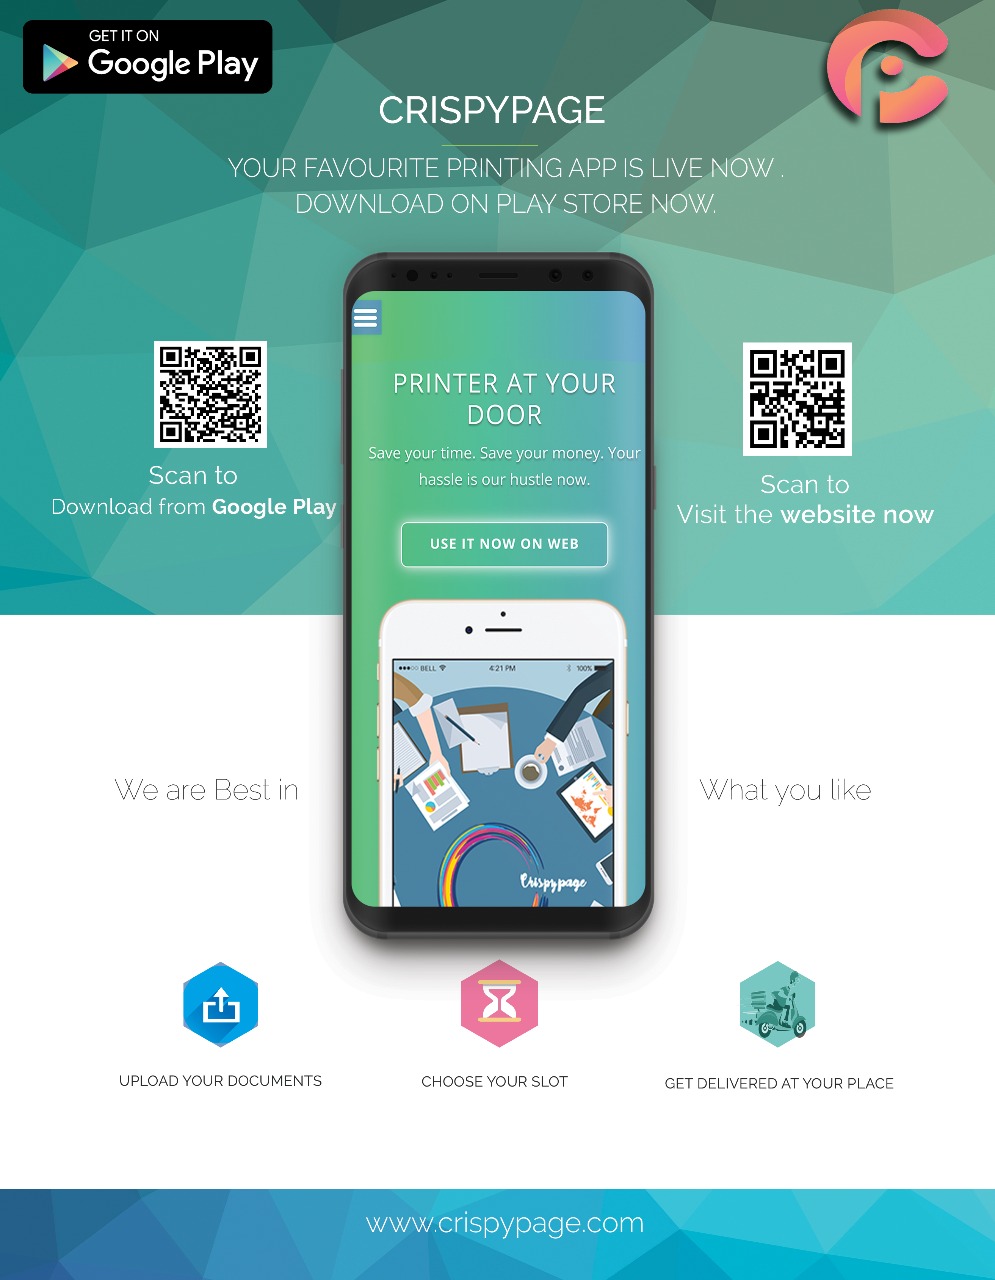 GET IT ON
Google Play
CRISPYPAGE
YOUR FAVOURITE PRINTING APP IS LIVE NOW .
DOWNLOAD ON PLAY STORE NOW.
PRINTER AT YOUR
DOOR
Save your time. Save your money. Your
hassle is our hustle now.
USE IT NOW ON WEB
Scan to
Download from Google Play
Scan to
Visit the website now
BELL 4:21 PM 100%
We are Best in
What you like
Crispypage
UPLOAD YOUR DOCUMENTS
CHOOSE YOUR SLOT
GET DELIVERED AT YOUR PLACE
www.crispypage.com